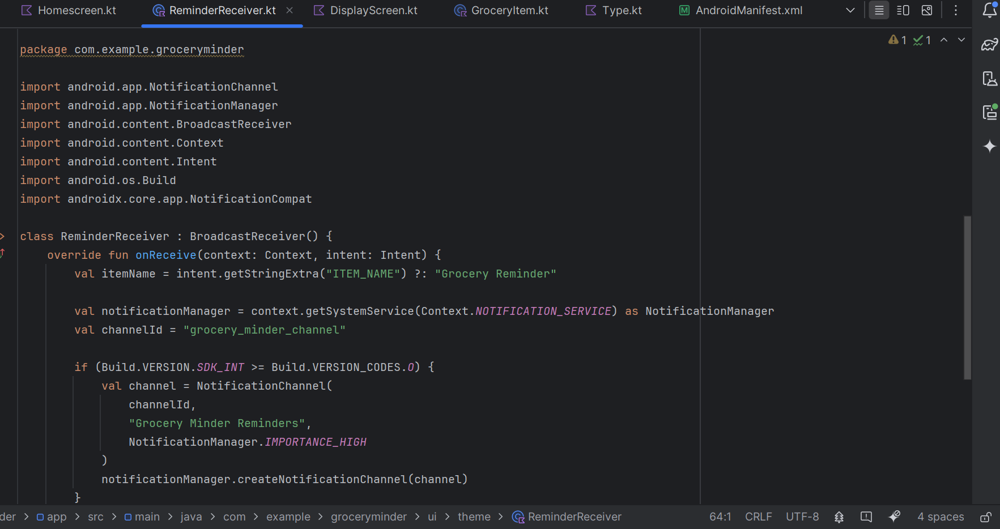 Homescreen.kt ReminderReceiver.kt DisplayScreen.kt GroceryItem.kt Type.kt AndroidManifest.xml
1 1
package com.example.groceryminder
import android.app.NotificationChannel
import android.app.NotificationManager
import android.content.BroadcastReceiver
import android.content.Context
import android.content.Intent
import android.os.Build
import androidx.core.app.NotificationCompat
class ReminderReceiver : BroadcastReceiver() {
    override fun onReceive(context: Context, intent: Intent) {
        val itemName = intent.getStringExtra("ITEM_NAME") ?: "Grocery Reminder"
        val notificationManager = context.getSystemService(Context.NOTIFICATION_SERVICE) as NotificationManager
        val channelId = "grocery_minder_channel"
        if (Build.VERSION.SDK_INT >= Build.VERSION_CODES.O) {
            val channel = NotificationChannel(
                channelId,
                "Grocery Minder Reminders",
                NotificationManager.IMPORTANCE_HIGH
            )
            notificationManager.createNotificationChannel(channel)
        }
der > app > src > main > java > com > example > groceryminder > ui > theme > ReminderReceiver 64:1 CRLF UTF-8 4 spaces